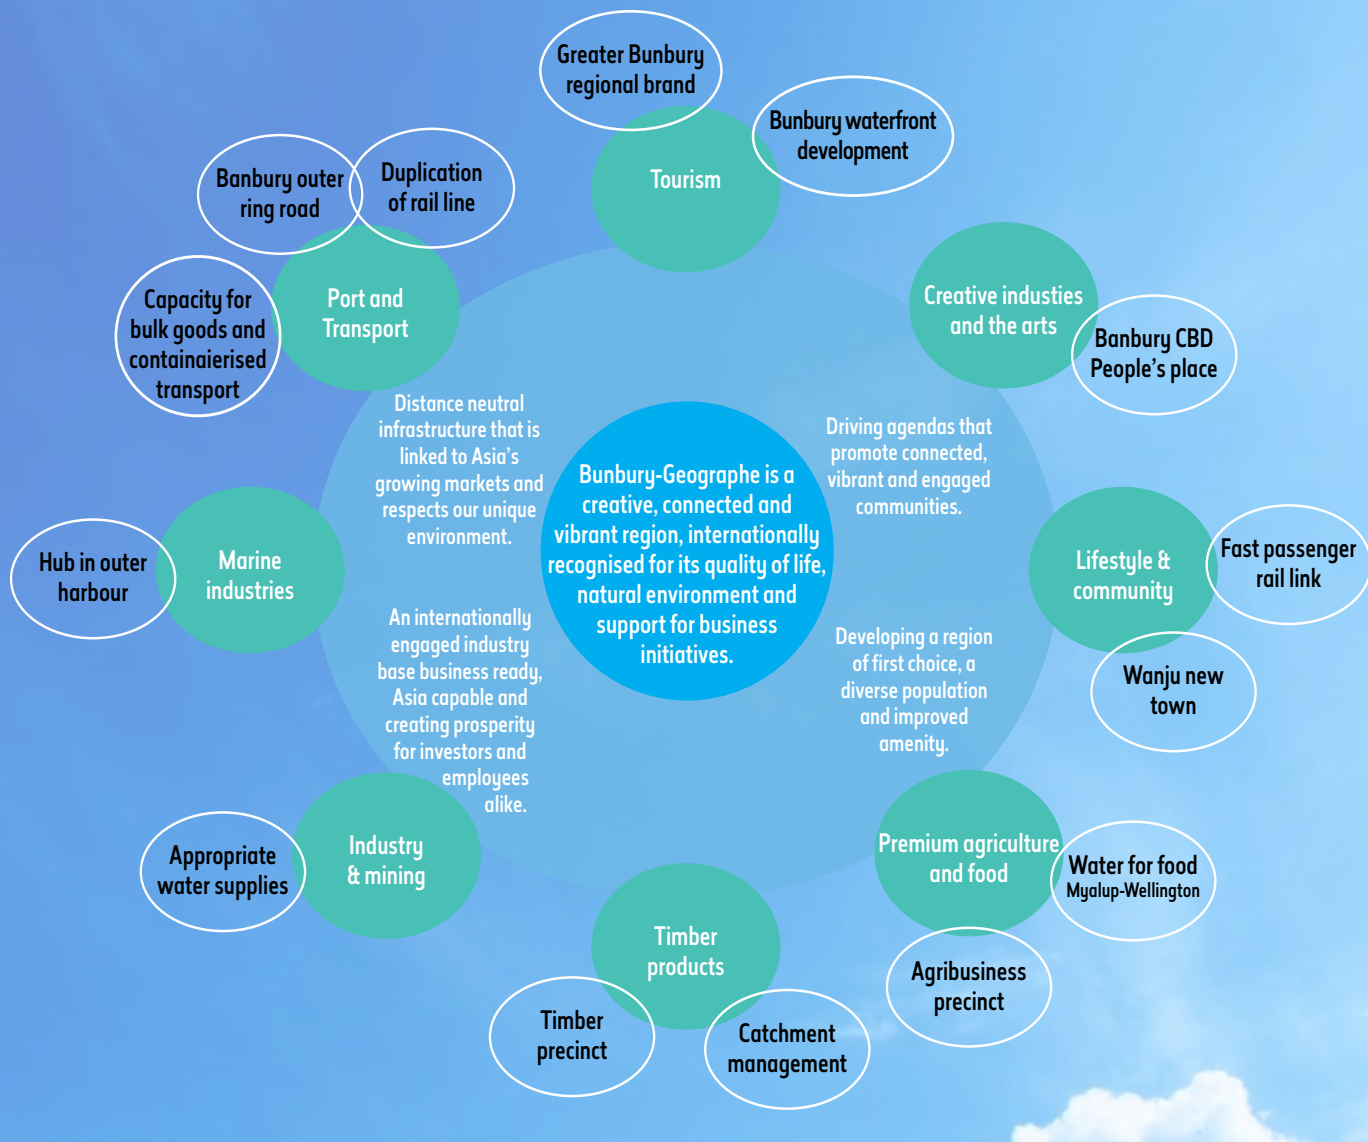 Greater Bunbury
regional brand
Bunbury waterfront
development
Tourism
Banbury outer
ring road
Duplication
of rail line
Capacity for
bulk goods and
containaierised
transport
Port and
Transport
Creative industies
and the arts
Banbury CBD
People's place
Distance neutral
infrastructure that is
linked to Asia's
growing markets and
respects our unique
environment.
Bunbury-Geographe is a
creative, connected and
vibrant region, internationally
recognised for its quality of life,
natural environment and
support for business
initiatives.
Driving agendas that
promote connected,
vibrant and engaged
communities.
Hub in outer
harbour
Marine
industries
Lifestyle &
community
Fast passenger
rail link
Wanju new
town
An internationally
engaged industry
base business ready,
Asia capable and
creating prosperity
for investors and
employees
alike.
Developing a region
of first choice, a
diverse population
and improved
amenity.
Appropriate
water supplies
Industry
& mining
Premium agriculture
and food
Water for food
Myalup-Wellington
Agribusiness
precinct
Timber
products
Timber
precinct
Catchment
management